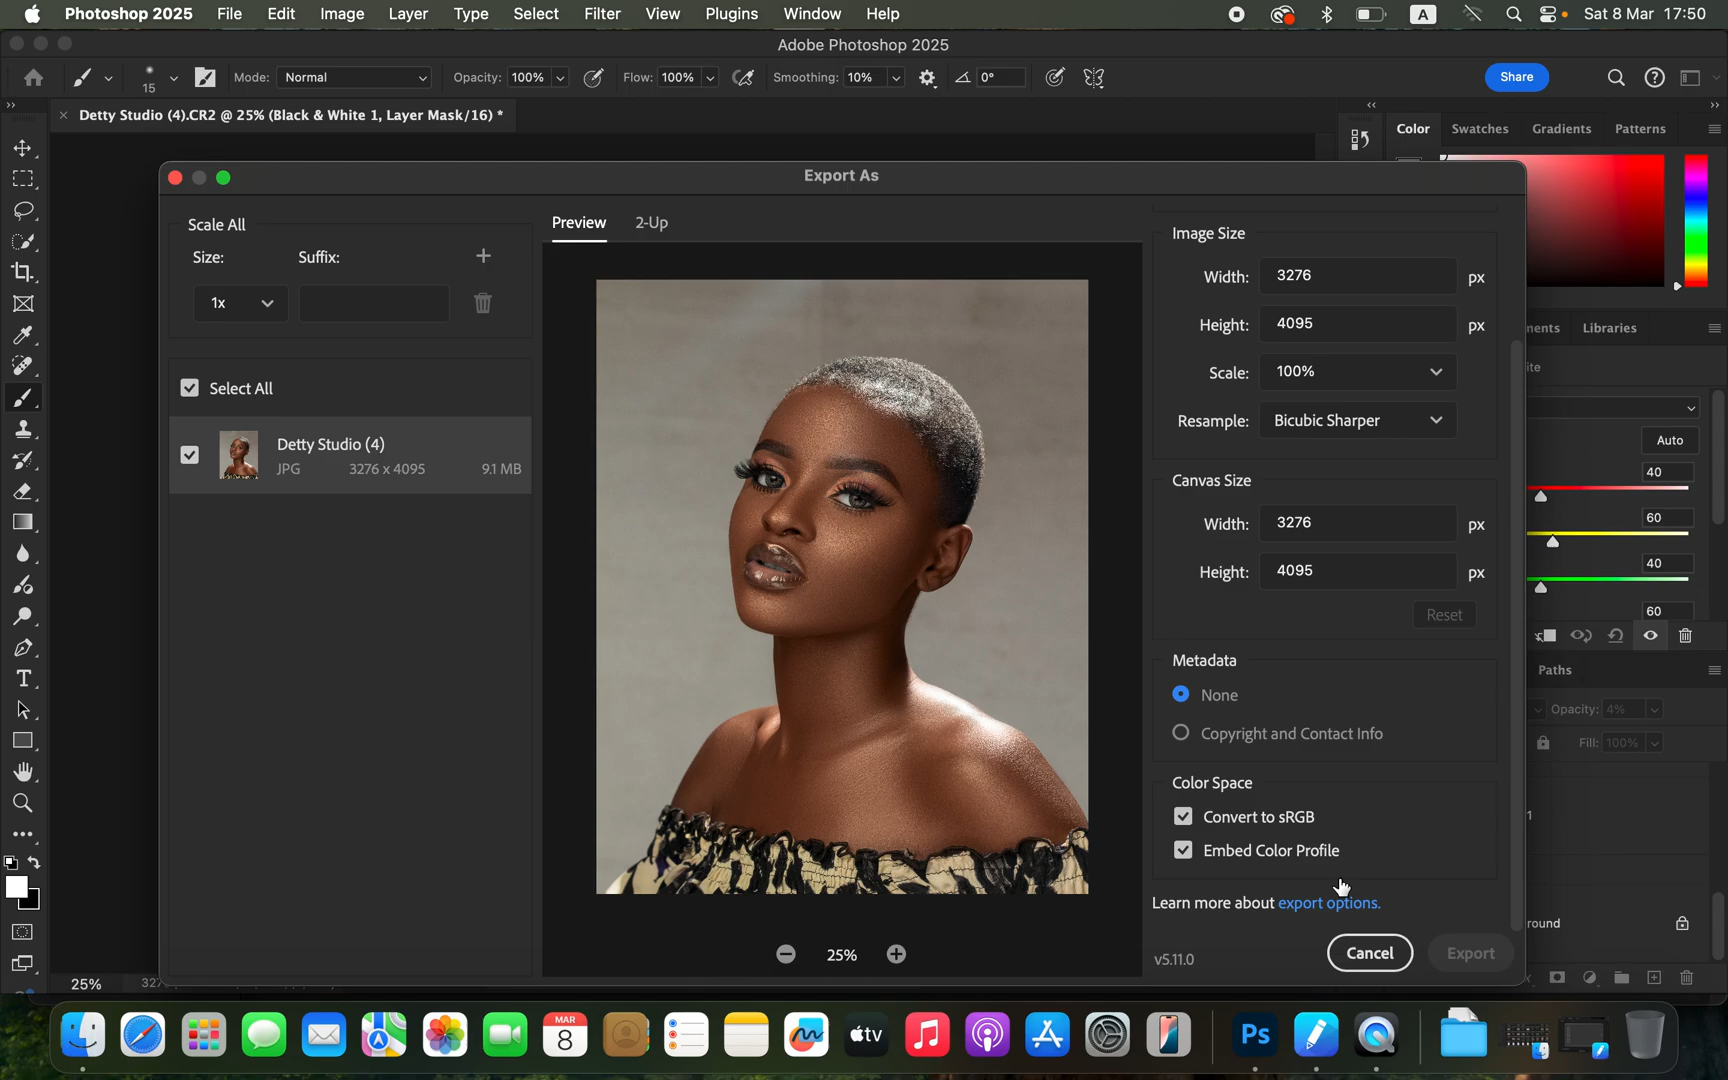 Photoshop 2025 File Edit Image Layer Type Select Filter View Plugins Window Help A Sat 8 Mar 17:50
Adobe Photoshop 2025
15 Mode: Normal Opacity: 100% Flow: 100% Smoothing: 10% 0° Share
Detty Studio (4).CR2 @ 25% (Black & White 1, Layer Mask/16) *
Color Swatches Gradients Patterns
Export As
Scale All
Size: Suffix:
1x
Select All
Detty Studio (4)
JPG 3276 x 4095 9.1 MB
Preview 2-Up
25%
Image Size
Width: 3276 px
Height: 4095 px
Scale: 100%
Resample: Bicubic Sharper
Canvas Size
Width: 3276 px
Height: 4095 px
Reset
Metadata
None
Copyright and Contact Info
Color Space
Convert to sRGB
Embed Color Profile
Learn more about export options.
v5.11.0 Cancel Export
Libraries
Auto
40
60
40
60
Paths
Opacity: 4%
Fill: 100%
1
25%
MAR
8
tv
Ps